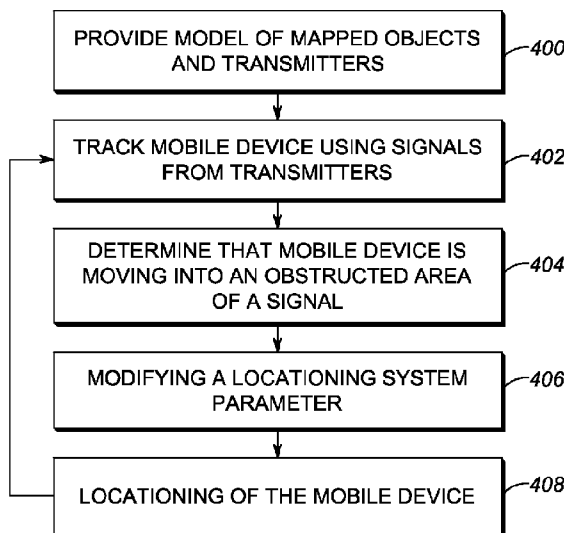 PROVIDE MODEL OF MAPPED OBJECTS
AND TRANSMITTERS
400
TRACK MOBILE DEVICE USING SIGNALS
FROM TRANSMITTERS
402
DETERMINE THAT MOBILE DEVICE IS
MOVING INTO AN OBSTRUCTED AREA
OF A SIGNAL
404
MODIFYING A LOCATIONING SYSTEM
PARAMETER
406
LOCATIONING OF THE MOBILE DEVICE
408